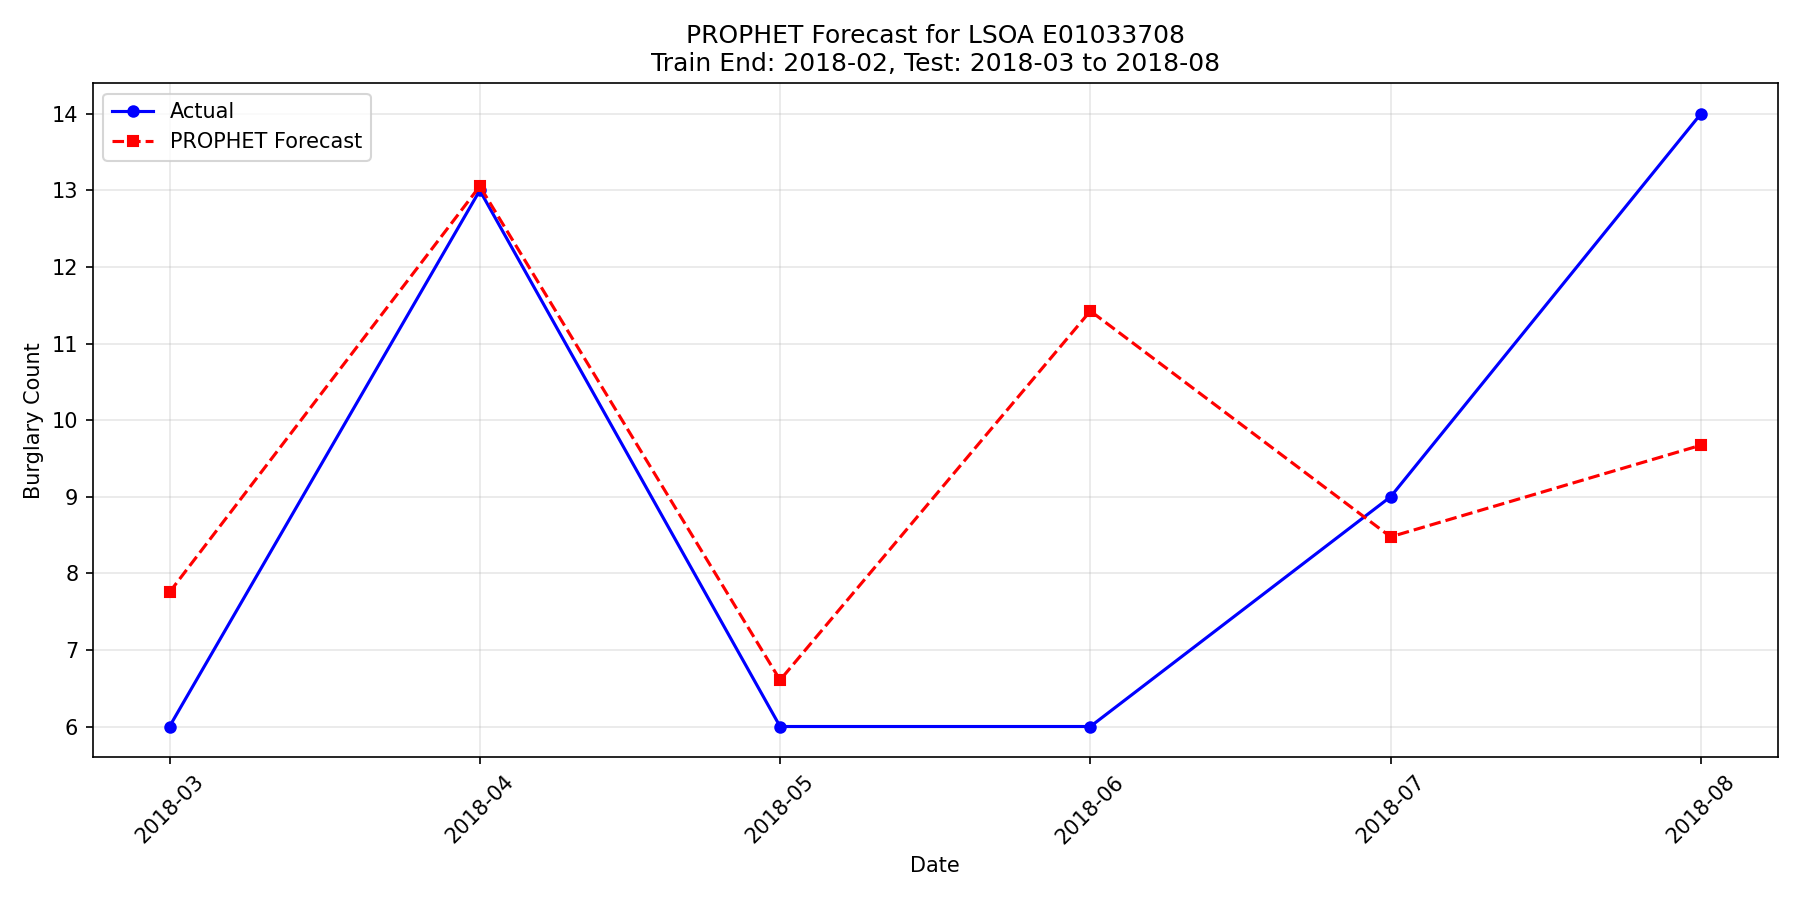 PROPHET Forecast for LSOA E01033708
Train End: 2018-02, Test: 2018-03 to 2018-08
Actual
PROPHET Forecast
14
13
12
11
10
9
8
7
6
Burglary Count
2018-03
2018-04
2018-05
2018-06
2018-07
2018-08
Date